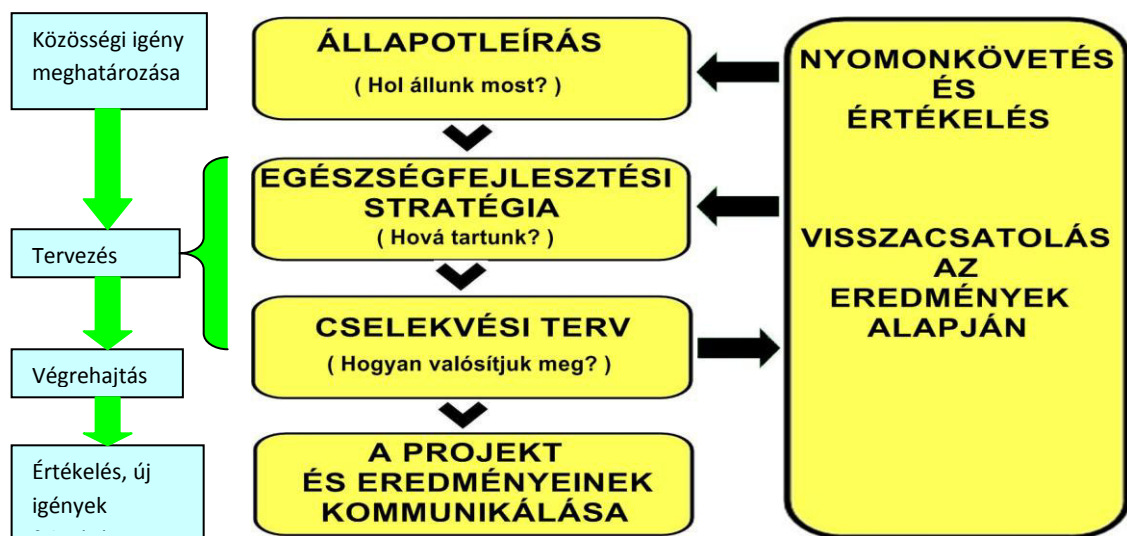 Közösségi igény
meghatározása
Tervezés
Végrehajtás
Értékelés, új
igények
ÁLLAPOTLEÍRÁS
( Hol állunk most? )
EGÉSZSÉGFEJLESZTÉSI
STRATÉGIA
( Hová tartunk? )
CSELEKVÉSI TERV
( Hogyan valósítjuk meg? )
A PROJEKT
ÉS EREDMÉNYEINEK
KOMMUNIKÁLÁSA
NYOMONKÖVETÉS
ÉS
ÉRTÉKELÉS
VISSZACSATOLÁS
AZ
EREDMÉNYEK
ALAPJÁN